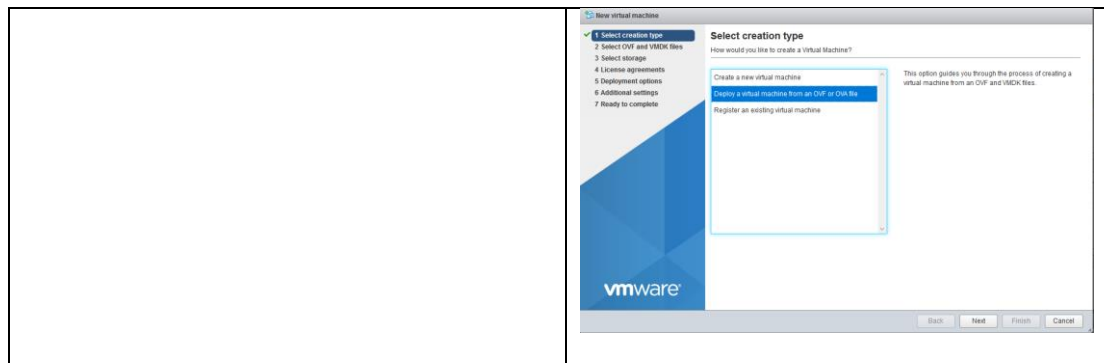 New virtual machine
1 Select creation type
2 Select OVF and VMDK files
3 Select storage
4 License agreements
5 Deployment options
6 Additional settings
7 Ready to complete
vmware
Select creation type
How would you like to create a Virtual Machine?
Create a new virtual machine
Deploy a virtual machine from an OVF or OVA file
Register an existing virtual machine
This option guides you through the process of creating a
virtual machine from an OVF and VMDK files.
Back Next Finish Cancel